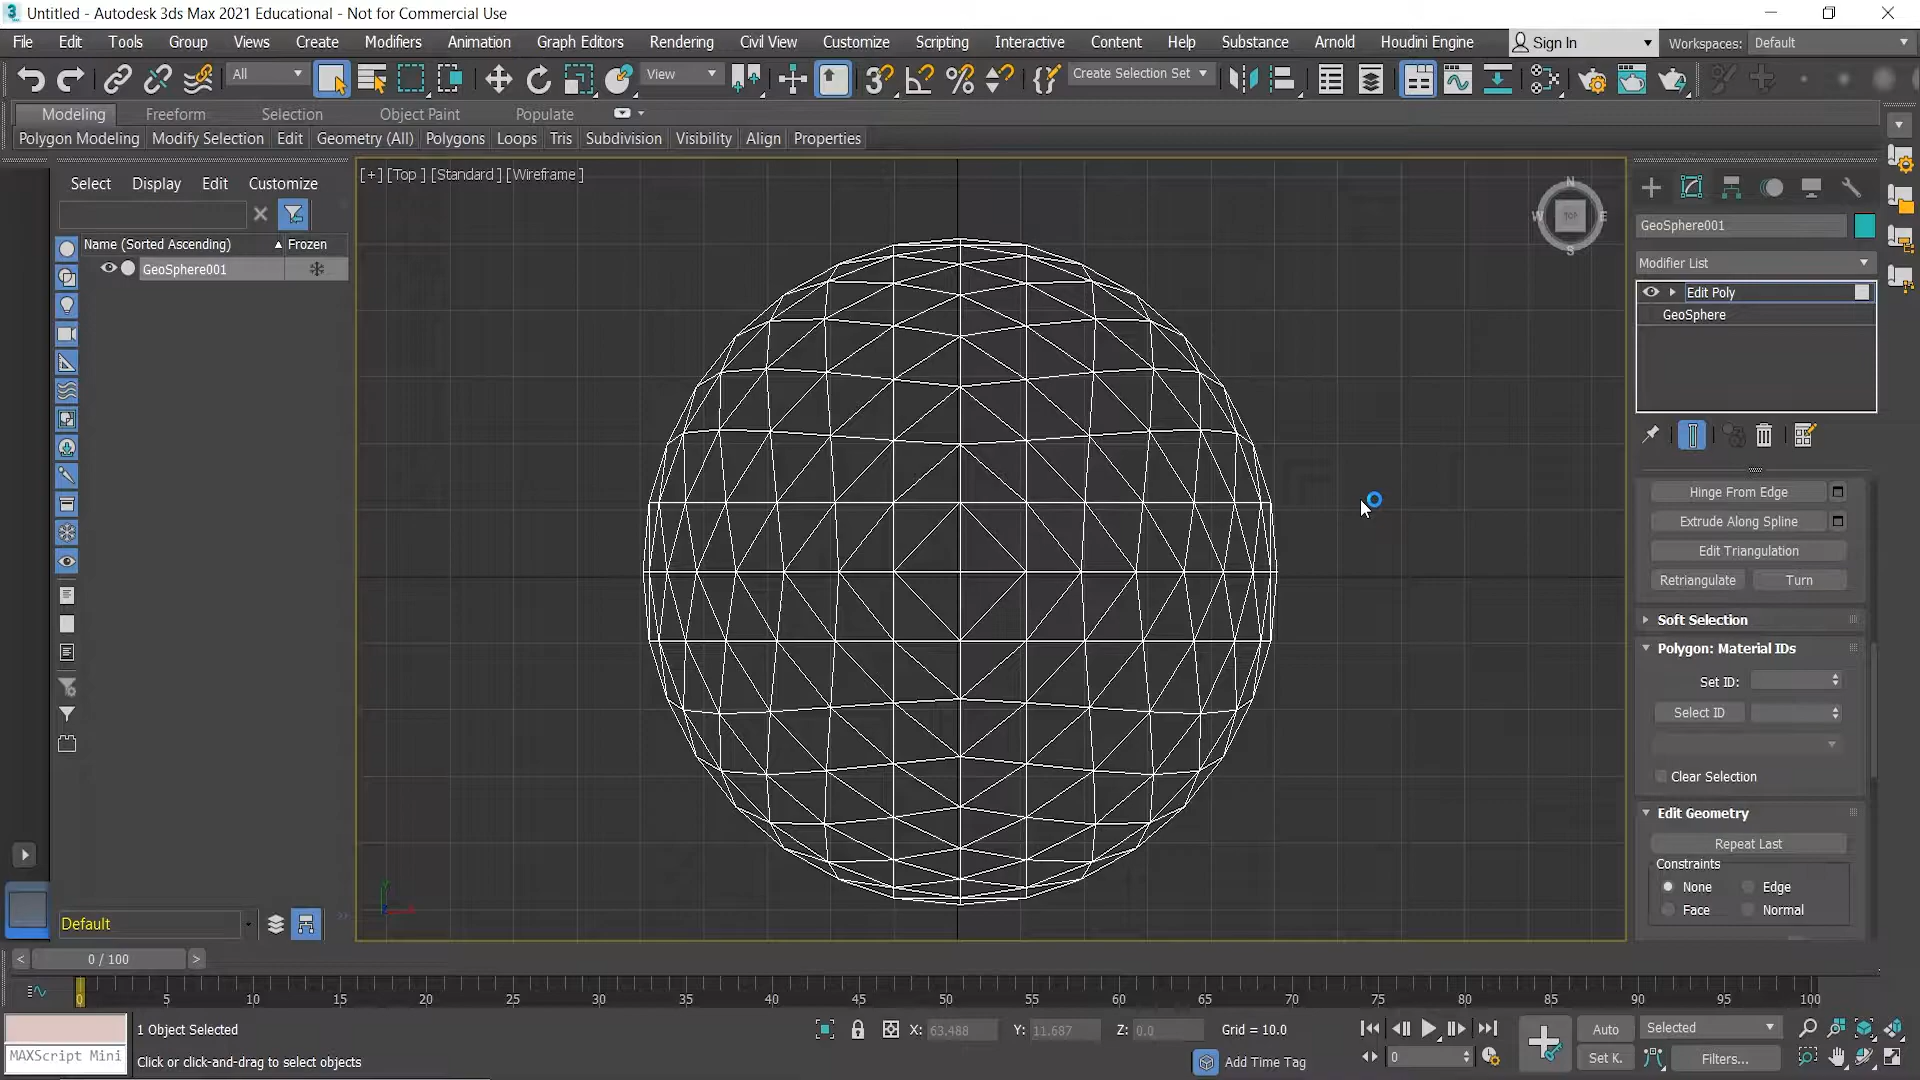 Untitled - Autodesk 3ds Max 2021 Educational - Not for Commercial Use
File Edit Tools Group Views Create Modifiers Animation Graph Editors Rendering Civil View Customize Scripting Interactive Content Help Substance Arnold Houdini Engine Sign In Workspaces: Default
All View Create Selection Set
Modeling Freeform Selection Object Paint Populate
Polygon Modeling Modify Selection Edit Geometry (All) Polygons Loops Tris Subdivision Visibility Align Properties
Select Display Edit Customize
Name (Sorted Ascending) Frozen
GeoSphere001
Default
[+] [Top ] [Standard ] [Wireframe ]
N
W TOP E
S
GeoSphere001
Modifier List
Edit Poly
GeoSphere
Hinge From Edge
Extrude Along Spline
Edit Triangulation
Retriangulate Turn
Soft Selection
Polygon: Material IDs
Set ID:
Select ID
Clear Selection
Edit Geometry
Repeat Last
Constraints
None Edge
Face Normal
< 0 / 100 >
0 5 10 15 20 25 30 35 40 45 50 55 60 65 70 75 80 85 90 95 100
1 Object Selected X: 63.488 Y: 11.687 Z: 0.0 Grid = 10.0 Auto Selected
MAXScript Mini Click or click-and-drag to select objects Add Time Tag 0 Set K. Filters...